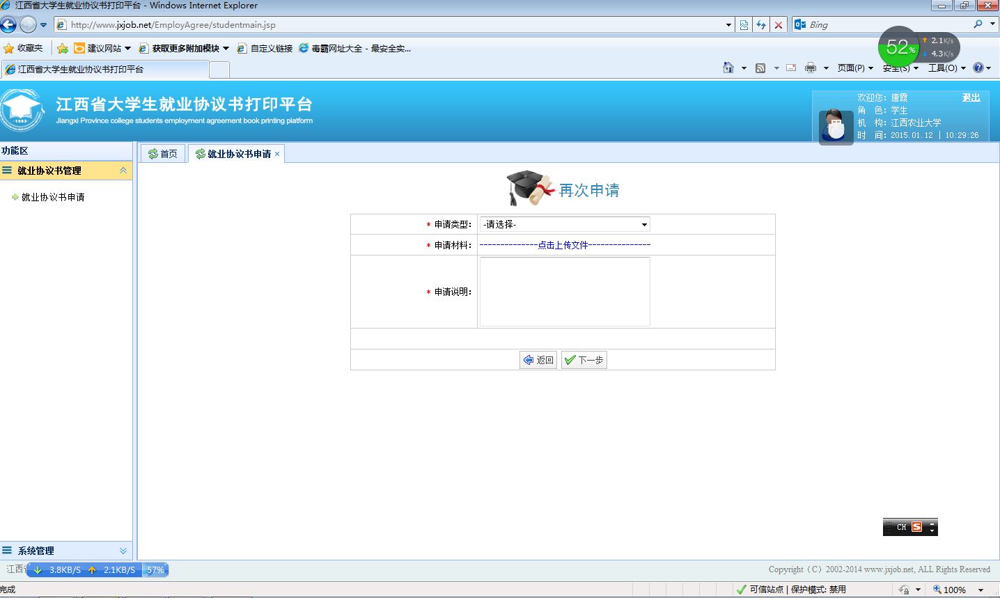 江西省大学生就业协议书打印平台 - Windows Internet Explorer
http://www.jxjob.net/EmployAgree/studentmain.jsp
Bing
收藏夹 建议网站 获取更多附加模块 自定义链接 毒霸网址大全 - 最安全实...
52% 2.1K/s
4.3K/s
江西省大学生就业协议书打印平台
页面(P) 安全(S) 工具(O)
江西省大学生就业协议书打印平台
Jiangxi Province college students employment agreement book printing platform
欢迎您：唐霞 退出
角 色：学生
机 构：江西农业大学
时 间：2015.01.12 | 10:29:26
功能区
首页 就业协议书申请 ×
就业协议书管理
就业协议书申请
再次申请
* 申请类型： -请选择-
* 申请材料： --------------点击上传文件---------------
* 申请说明：
返回 下一步
CH S
系统管理
江西
3.8KB/S 2.1KB/S 57%
Copyright（C）2002-2014 www.jxjob.net, ALL Rights Reserved
完成
可信站点 | 保护模式: 禁用
100%